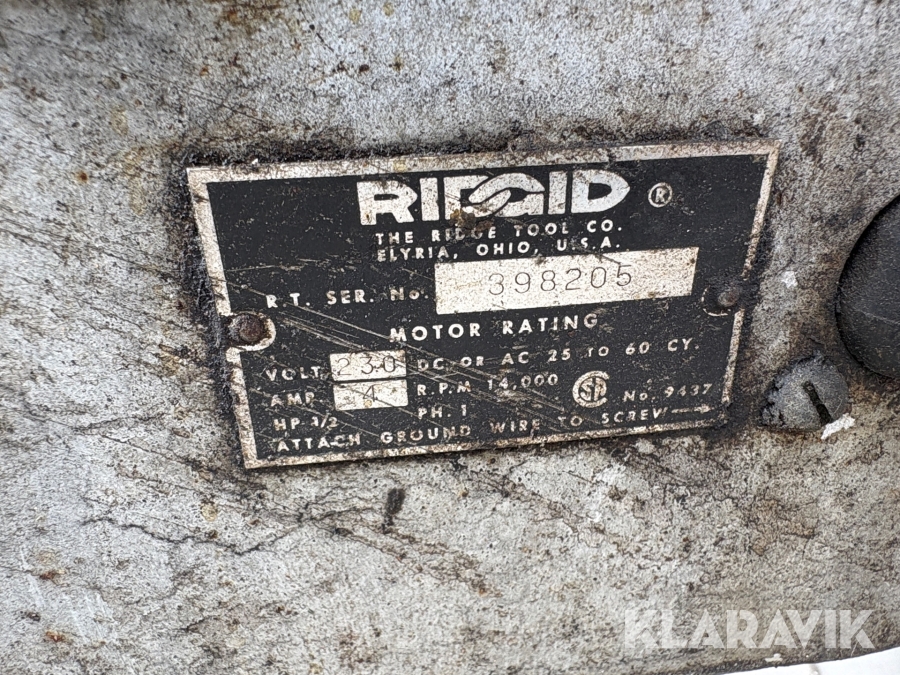 RIDGID ®
THE RIDGE TOOL CO.
ELYRIA, OHIO, U.S.A.
R.T. SER. No. 398205
MOTOR RATING
VOLT 230 DC OR AC 25 TO 60 CY.
AMP 4 R.P.M 14,000 SA No. 9437
HP 1/2 PH. 1
ATTACH GROUND WIRE TO SCREW→
KLARAVIK